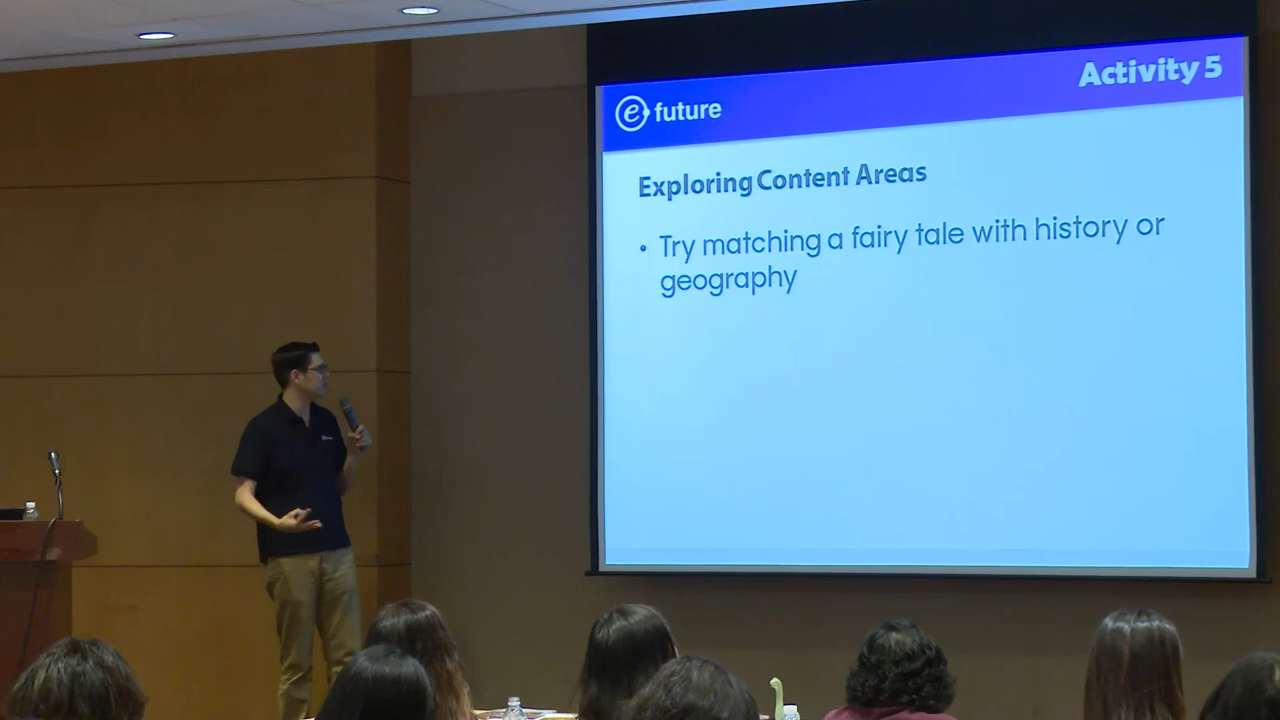 Activity 5
e future
Exploring Content Areas
• Try matching a fairy tale with history or
geography